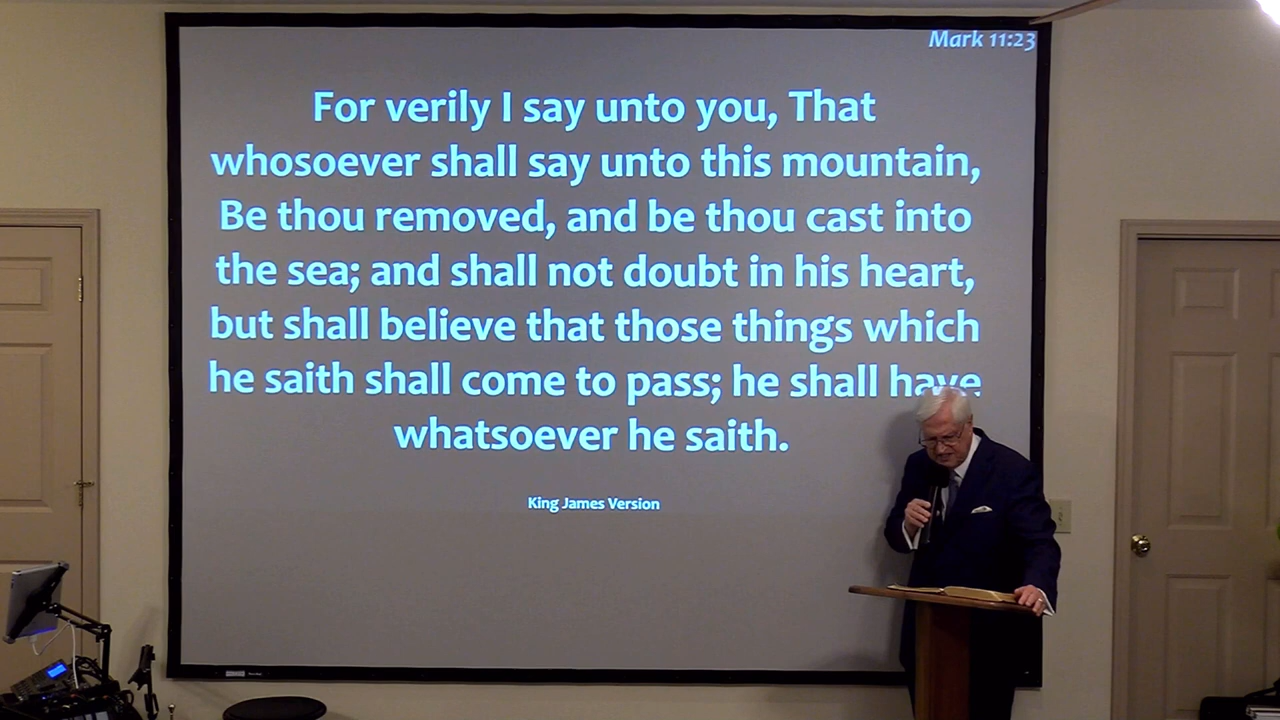 Mark 11:23
For verily I say unto you, That
whosoever shall say unto this mountain,
Be thou removed, and be thou cast into
the sea; and shall not doubt in his heart,
but shall believe that those things which
he saith shall come to pass; he shall have
whatsoever he saith.
King James Version